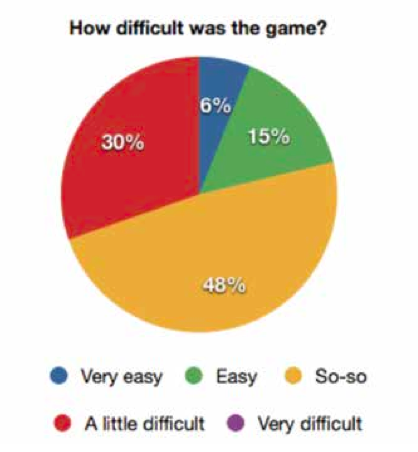 How difficult was the game?
6%
30%
15%
48%
Very easy Easy So-so
A little difficult Very difficult